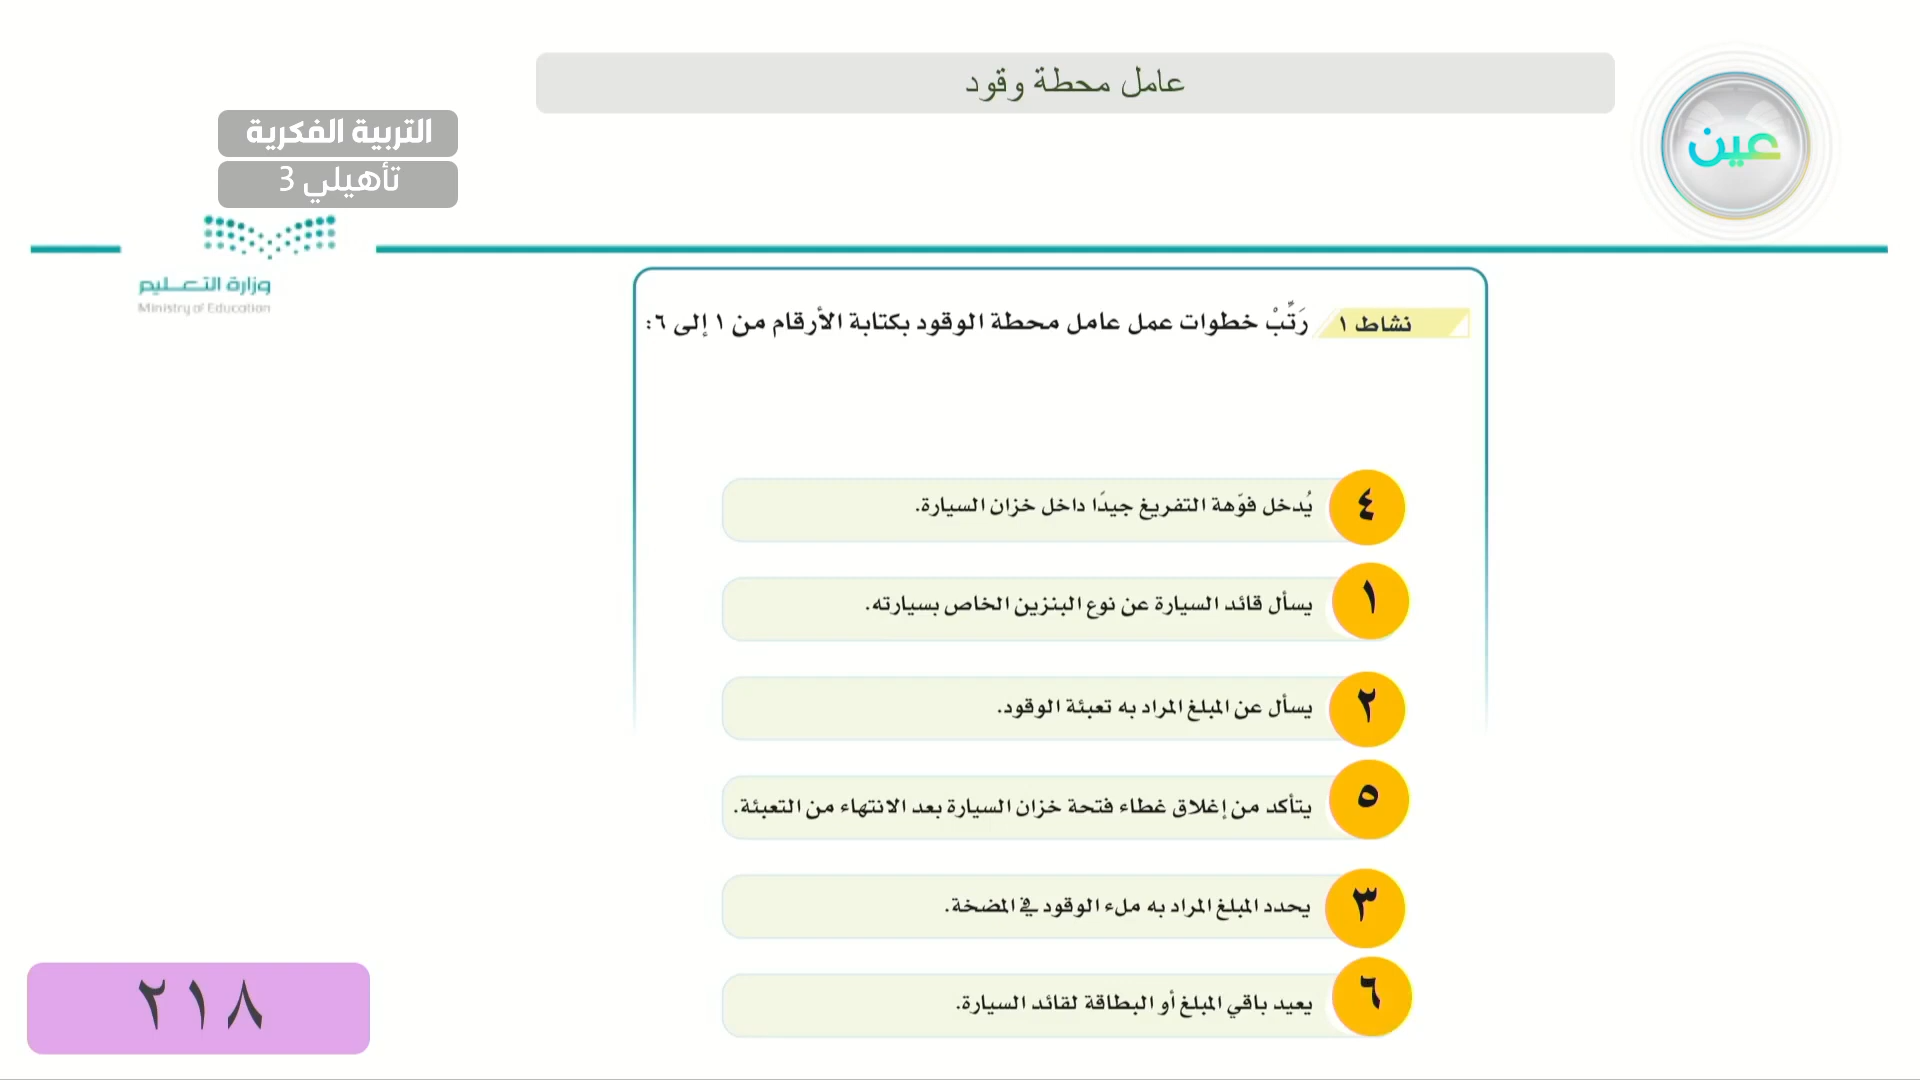 عامل محطة وقود
عين
التربية الفكرية
تأهيلي 3
وزارة التعليم
Ministry of Education
نشاط ١ رَتِّبْ خطوات عمل عامل محطة الوقود بكتابة الأرقام من ١ إلى ٦:
٤ يُدخل فوّهة التفريغ جيدًا داخل خزان السيارة.
١ يسأل قائد السيارة عن نوع البنزين الخاص بسيارته.
٢ يسأل عن المبلغ المراد به تعبئة الوقود.
٥ يتأكد من إغلاق غطاء فتحة خزان السيارة بعد الانتهاء من التعبئة.
٣ يحدد المبلغ المراد به ملء الوقود في المضخة.
٦ يعيد باقي المبلغ أو البطاقة لقائد السيارة.
٢١٨